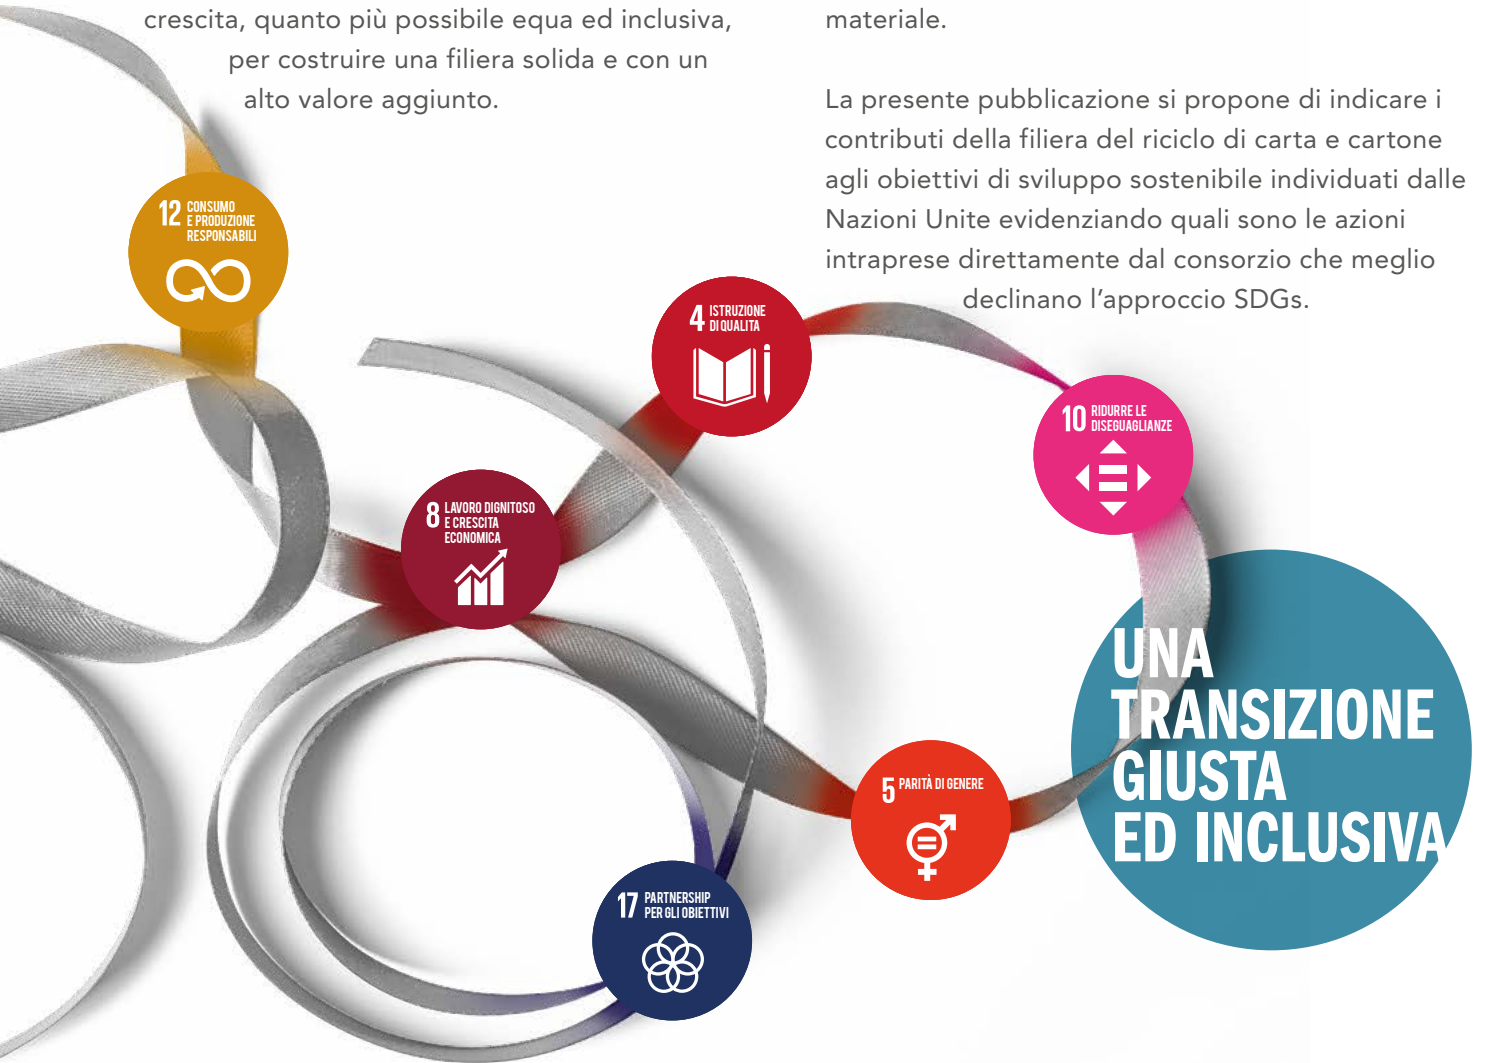 crescita, quanto più possibile equa ed inclusiva,
per costruire una filiera solida e con un
alto valore aggiunto.
materiale.
La presente pubblicazione si propone di indicare i
contributi della filiera del riciclo di carta e cartone
agli obiettivi di sviluppo sostenibile individuati dalle
Nazioni Unite evidenziando quali sono le azioni
intraprese direttamente dal consorzio che meglio
declinano l'approccio SDGs.
12 CONSUMO
E PRODUZIONE
RESPONSABILI
4 ISTRUZIONE
DI QUALITA
10 RIDURRE LE
DISEGUAGLIANZE
8 LAVORO DIGNITOSO
E CRESCITA
ECONOMICA
UNA
TRANSIZIONE
GIUSTA
ED INCLUSIVA
5 PARITÀ DI GENERE
17 PARTNERSHIP
PER GLI OBIETTIVI